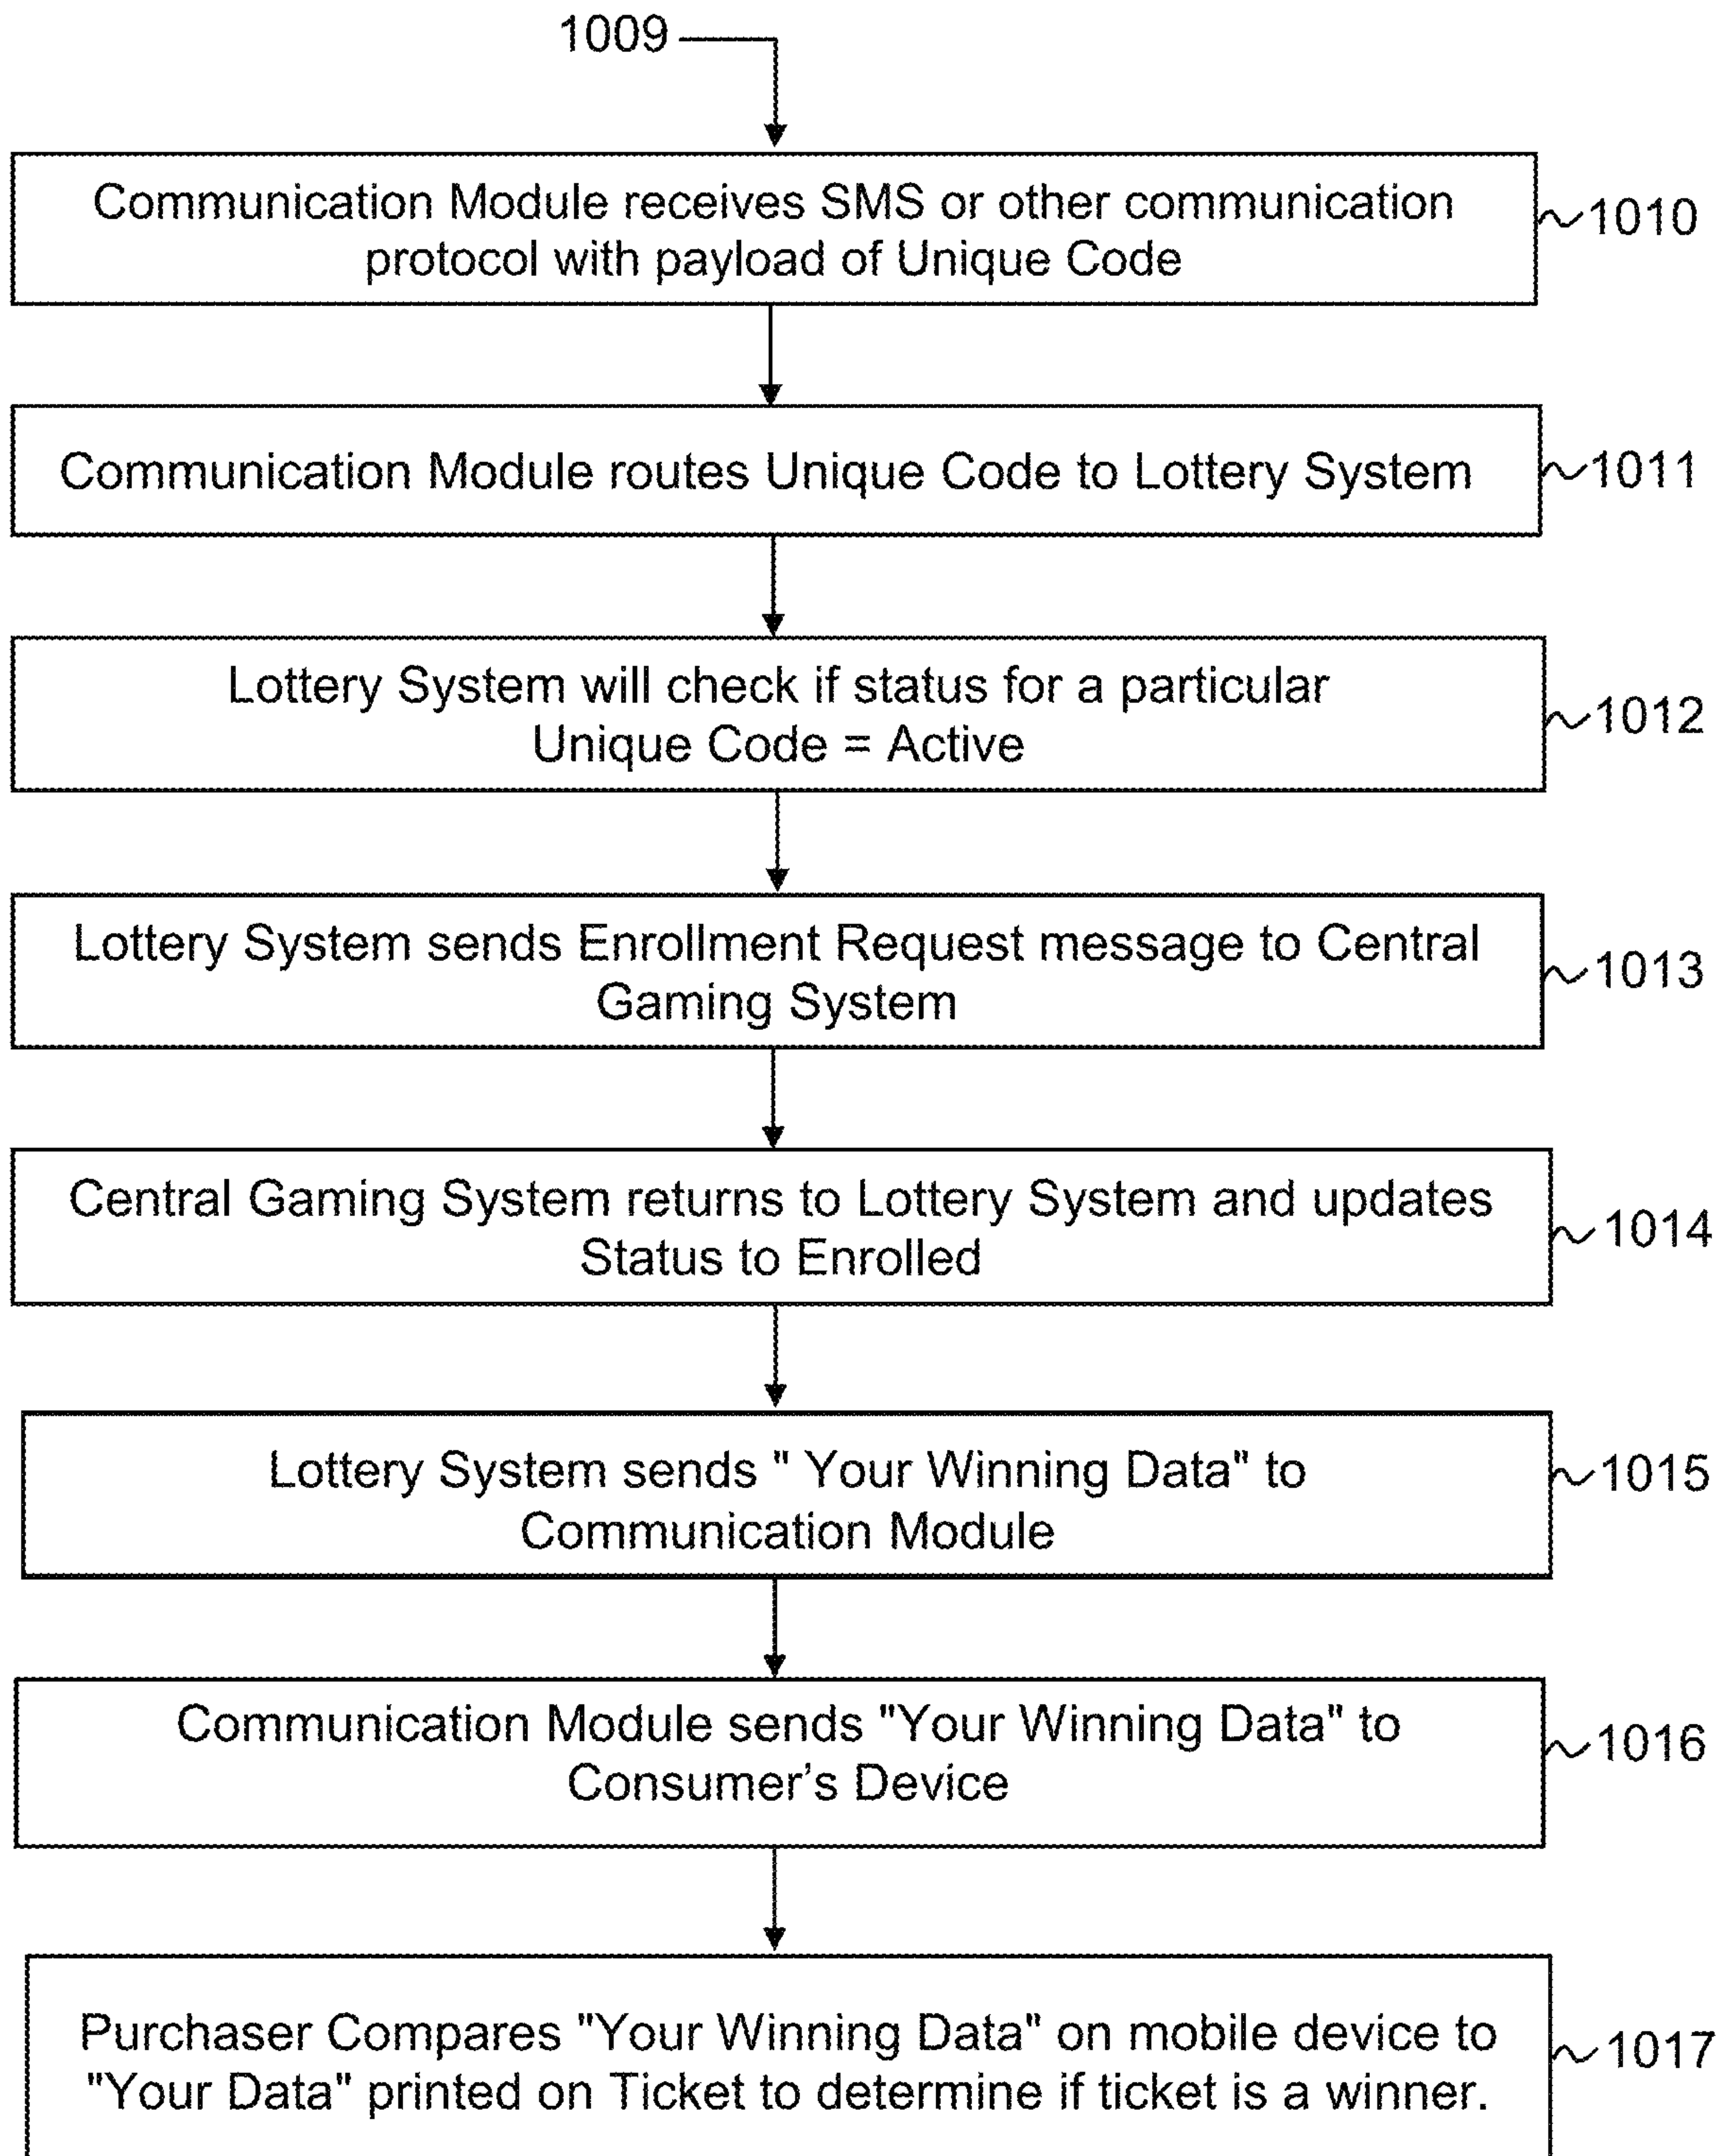 1009
Communication Module receives SMS or other communication
protocol with payload of Unique Code
1010
Communication Module routes Unique Code to Lottery System
1011
Lottery System will check if status for a particular
Unique Code = Active
1012
Lottery System sends Enrollment Request message to Central
Gaming System
1013
Central Gaming System returns to Lottery System and updates
Status to Enrolled
1014
Lottery System sends " Your Winning Data" to
Communication Module
1015
Communication Module sends "Your Winning Data" to
Consumer’s Device
1016
Purchaser Compares "Your Winning Data" on mobile device to
"Your Data" printed on Ticket to determine if ticket is a winner.
1017